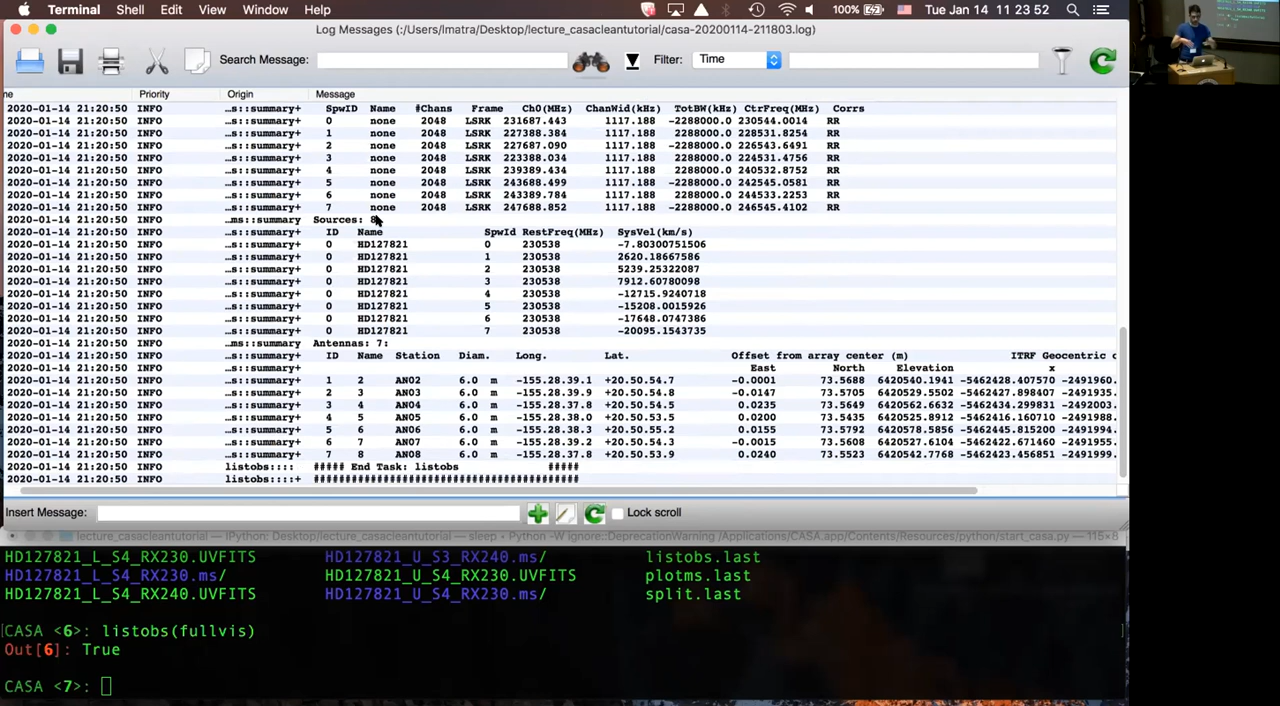 Terminal Shell Edit View Window Help 100% Tue Jan 14 11 23 52
Log Messages (:/Users/lmatra/Desktop/lecture_casacleantutorial/casa-20200114-211803.log)
Search Message: Filter: Time
me Priority Origin Message
2020-01-14 21:20:50 INFO …s::summary+ SpwID Name #Chans Frame Ch0(MHz) ChanWid(kHz) TotBW(kHz) CtrFreq(MHz) Corrs
2020-01-14 21:20:50 INFO …s::summary+ 0 none 2048 LSRK 231687.443 1117.188 -2288000.0 230544.0014 RR
2020-01-14 21:20:50 INFO …s::summary+ 1 none 2048 LSRK 227987.384 1117.188 -2288000.0 228531.8254 RR
2020-01-14 21:20:50 INFO …s::summary+ 2 none 2048 LSRK 227687.090 1117.188 -2288000.0 226543.6491 RR
2020-01-14 21:20:50 INFO …s::summary+ 3 none 2048 LSRK 223388.034 1117.188 -2288000.0 224531.4756 RR
2020-01-14 21:20:50 INFO …s::summary+ 4 none 2048 LSRK 239389.434 1117.188 -2288000.0 240532.8752 RR
2020-01-14 21:20:50 INFO …s::summary+ 5 none 2048 LSRK 243688.499 1117.188 -2288000.0 242545.0581 RR
2020-01-14 21:20:50 INFO …s::summary+ 6 none 2048 LSRK 243389.784 1117.188 -2288000.0 244533.2253 RR
2020-01-14 21:20:50 INFO …s::summary+ 7 none 2048 LSRK 247688.852 1117.188 -2288000.0 246545.4102 RR
2020-01-14 21:20:50 INFO …ms::summary Sources: 8
2020-01-14 21:20:50 INFO …s::summary+ ID Name SpwId RestFreq(MHz) SysVel(km/s)
2020-01-14 21:20:50 INFO …s::summary+ 0 HD127821 0 230538 -7.80300751506
2020-01-14 21:20:50 INFO …s::summary+ 0 HD127821 1 230538 2620.18667586
2020-01-14 21:20:50 INFO …s::summary+ 0 HD127821 2 230538 5239.25322087
2020-01-14 21:20:50 INFO …s::summary+ 0 HD127821 3 230538 7912.60780098
2020-01-14 21:20:50 INFO …s::summary+ 0 HD127821 4 230538 -12715.9240718
2020-01-14 21:20:50 INFO …s::summary+ 0 HD127821 5 230538 -15208.0015926
2020-01-14 21:20:50 INFO …s::summary+ 0 HD127821 6 230538 -17648.0747386
2020-01-14 21:20:50 INFO …s::summary+ 0 HD127821 7 230538 -20095.1543735
2020-01-14 21:20:50 INFO …ms::summary Antennas: 7:
2020-01-14 21:20:50 INFO …s::summary+ ID Name Station Diam. Long. Lat. Offset from array center (m) ITRF Geocentric c
2020-01-14 21:20:50 INFO …s::summary+ East North Elevation x
2020-01-14 21:20:50 INFO …s::summary+ 1 2 AN02 6.0 m -155.28.39.1 +20.50.54.7 -0.0001 73.5688 6420540.1941 -5462428.407570 -2491960.
2020-01-14 21:20:50 INFO …s::summary+ 2 3 AN03 6.0 m -155.28.39.9 +20.50.54.8 -0.0147 73.5705 6420529.5502 -5462427.898407 -2491935.
2020-01-14 21:20:50 INFO …s::summary+ 3 4 AN04 6.0 m -155.28.37.8 +20.50.54.5 0.0235 73.5649 6420562.6632 -5462434.299831 -2492003.
2020-01-14 21:20:50 INFO …s::summary+ 4 5 AN05 6.0 m -155.28.38.1 +20.50.53.5 0.0200 73.5435 6420525.8912 -5462416.160710 -2491988.
2020-01-14 21:20:50 INFO …s::summary+ 5 6 AN06 6.0 m -155.28.38.3 +20.50.55.2 0.0155 73.5792 6420578.5856 -5462445.815200 -2491994.
2020-01-14 21:20:50 INFO …s::summary+ 6 7 AN07 6.0 m -155.28.39.2 +20.50.54.3 -0.0015 73.5608 6420527.6104 -5462422.671460 -2491955.
2020-01-14 21:20:50 INFO …s::summary+ 7 8 AN08 6.0 m -155.28.37.8 +20.50.53.9 0.0240 73.5523 6420542.7768 -5462423.456851 -2491999.
2020-01-14 21:20:50 INFO listobs:::: ##### End Task: listobs #####
2020-01-14 21:20:50 INFO listobs::::+ ##########################################
Insert Message: Lock scroll
lecture_casacleantutorial — IPython: Desktop/lecture_casacleantutorial — sleep • Python -W ignore::DeprecationWarning /Applications/CASA.app/Contents/Resources/python/start_casa.py — 115×8
HD127821_L_S4_RX230.UVFITS HD127821_U_S3_RX240.ms/ listobs.last
HD127821_L_S4_RX230.ms/ HD127821_U_S4_RX230.UVFITS plotms.last
HD127821_L_S4_RX240.UVFITS HD127821_U_S4_RX230.ms/ split.last
CASA <6>: listobs(fullvis)
Out[6]: True
CASA <7>: